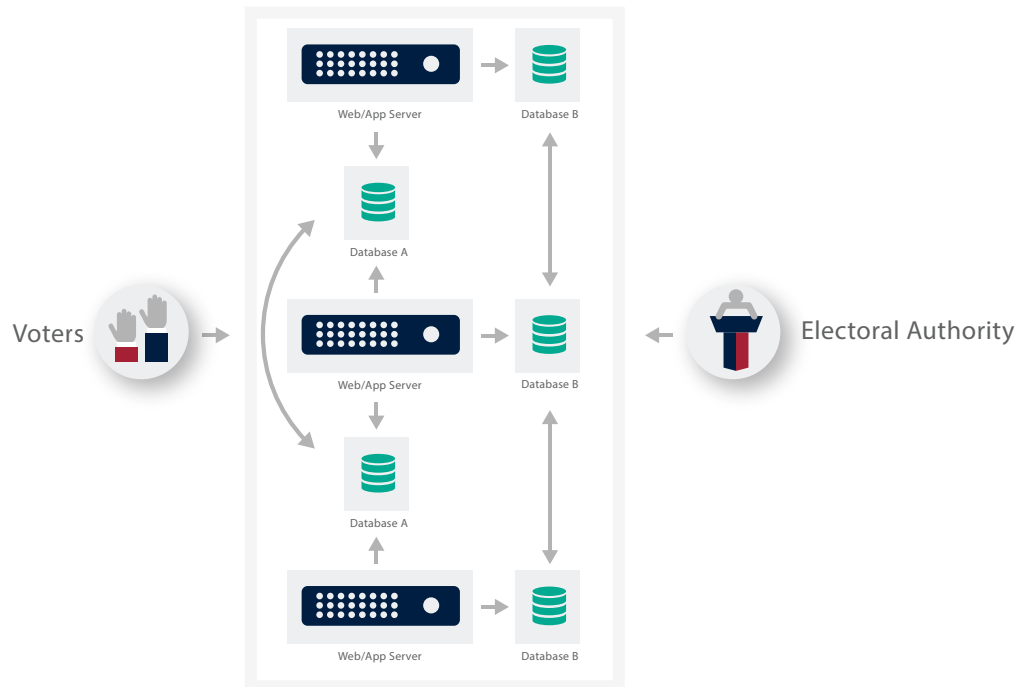 Web/App Server
Database B
Database A
Voters
Web/App Server
Database B
Electoral Authority
Database A
Web/App Server
Database B